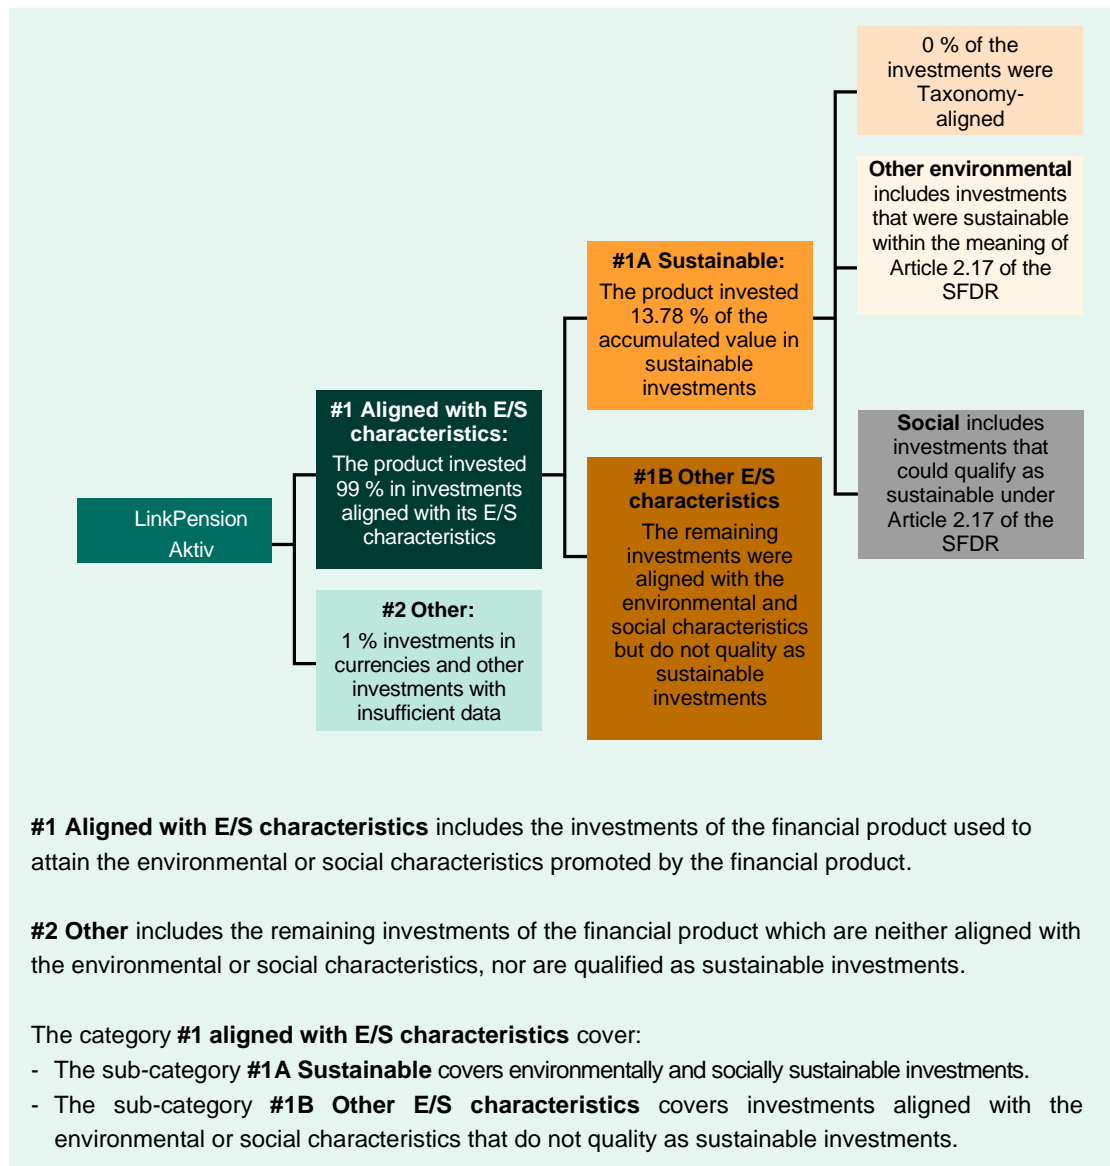 LinkPension
Aktiv
#1 Aligned with E/S
characteristics:
The product invested
99 % in investments
aligned with its E/S
characteristics
#2 Other:
1 % investments in
currencies and other
investments with
insufficient data
#1A Sustainable:
The product invested
13.78 % of the
accumulated value in
sustainable
investments
#1B Other E/S
characteristics
The remaining
investments were
aligned with the
environmental and
social characteristics
but do not quality as
sustainable
investments
0 % of the
investments were
Taxonomy-
aligned
Other environmental
includes investments
that were sustainable
within the meaning of
Article 2.17 of the
SFDR
Social includes
investments that
could qualify as
sustainable under
Article 2.17 of the
SFDR
#1 Aligned with E/S characteristics includes the investments of the financial product used to
attain the environmental or social characteristics promoted by the financial product.
#2 Other includes the remaining investments of the financial product which are neither aligned with
the environmental or social characteristics, nor are qualified as sustainable investments.
The category #1 aligned with E/S characteristics cover:
- The sub-category #1A Sustainable covers environmentally and socially sustainable investments.
- The sub-category #1B Other E/S characteristics covers investments aligned with the
environmental or social characteristics that do not quality as sustainable investments.